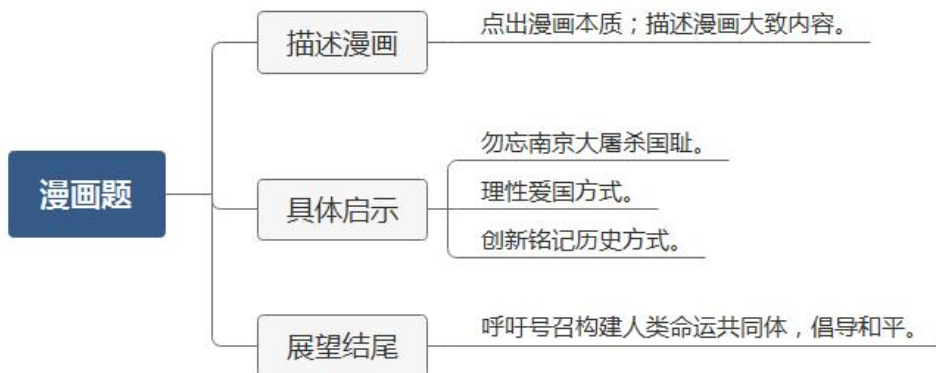 漫画题
描述漫画
点出漫画本质；描述漫画大致内容。
具体启示
勿忘南京大屠杀国耻。
理性爱国方式。
创新铭记历史方式。
展望结尾
呼吁号召构建人类命运共同体，倡导和平。